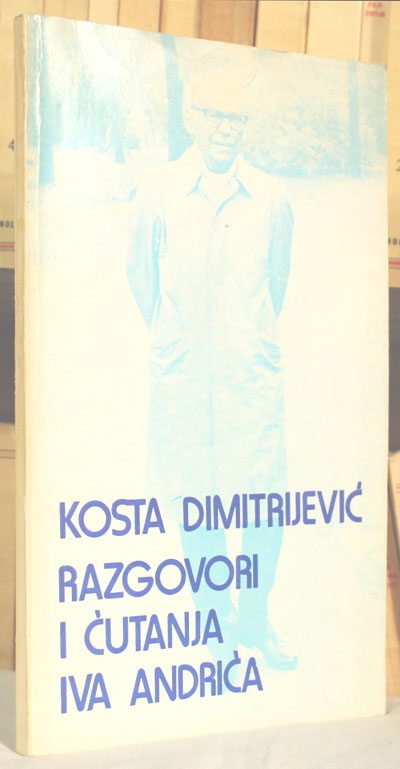 KOSTA DIMITRIJEVIĆ
RAZGOVORI
I ĆUTANJA
IVA ANDRIĆA